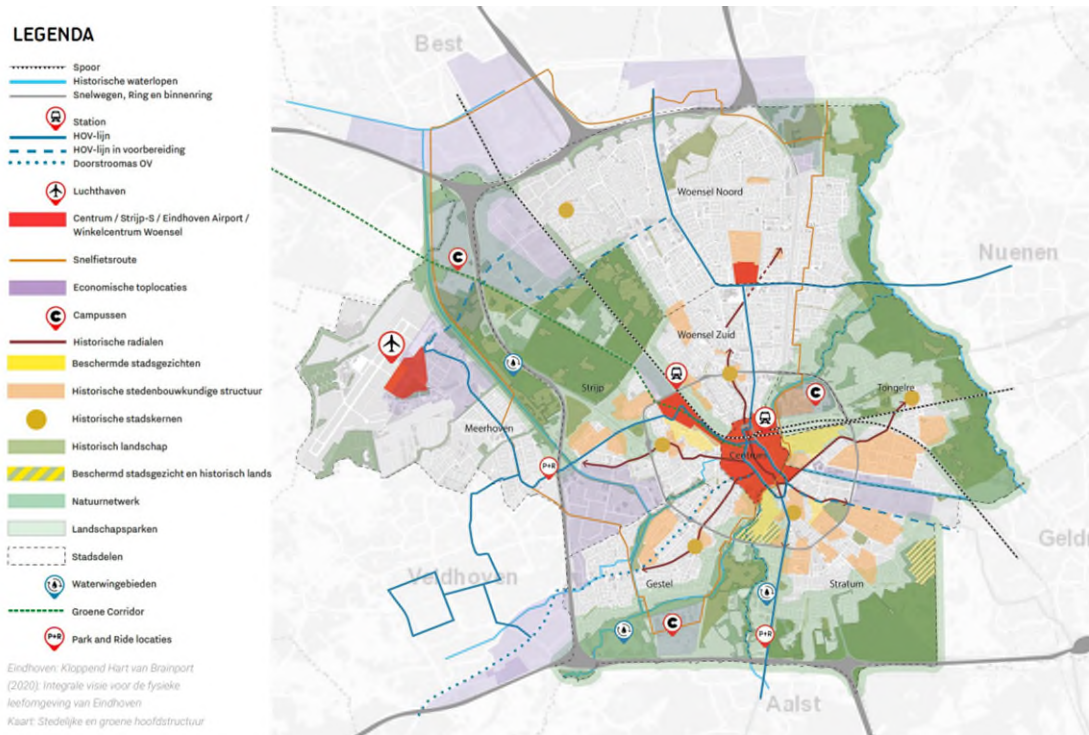 LEGENDA
Spoor
Historische waterlopen
Snelwegen, Ring en binnenring
Station
HOV-lijn
HOV-lijn in voorbereiding
Doorstroomas OV
Luchthaven
Centrum / Strijp-S / Eindhoven Airport /
Winkelcentrum Woensel
Snelfietsroute
Economische toplocaties
Campussen
Historische radialen
Beschermde stadsgezichten
Historische stedenbouwkundige structuur
Historische stadskernen
Historisch landschap
Beschermd stadsgezicht en historisch lands
Natuurnetwerk
Landschapsparken
Stadsdelen
Waterwingebieden
Groene Corridor
P+R
Park and Ride locaties
Eindhoven: Kloppend Hart van Brainport
(2020): Integrale visie voor de fysieke
leefomgeving van Eindhoven
Kaart: Stedelijke en groene hoofdstructuur
Best
Woensel Noord
Nuenen
Woensel Zuid
Strijp
Tongelre
Meerhoven
Centrum
P+R
Geldr
Veldhoven
Gestel
Stratum
P+R
Aalst